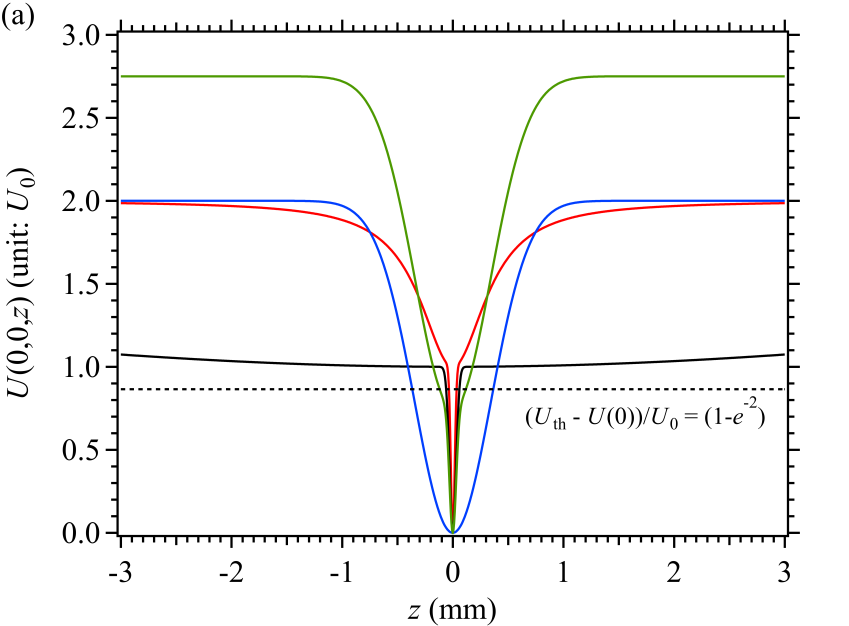 (a)
3.0
2.5
2.0
1.5
1.0
0.5
0.0
U(0,0,z) (unit: U₀)
(Uth - U(0))/U₀ = (1-e⁻²)
-3 -2 -1 0 1 2 3
z (mm)